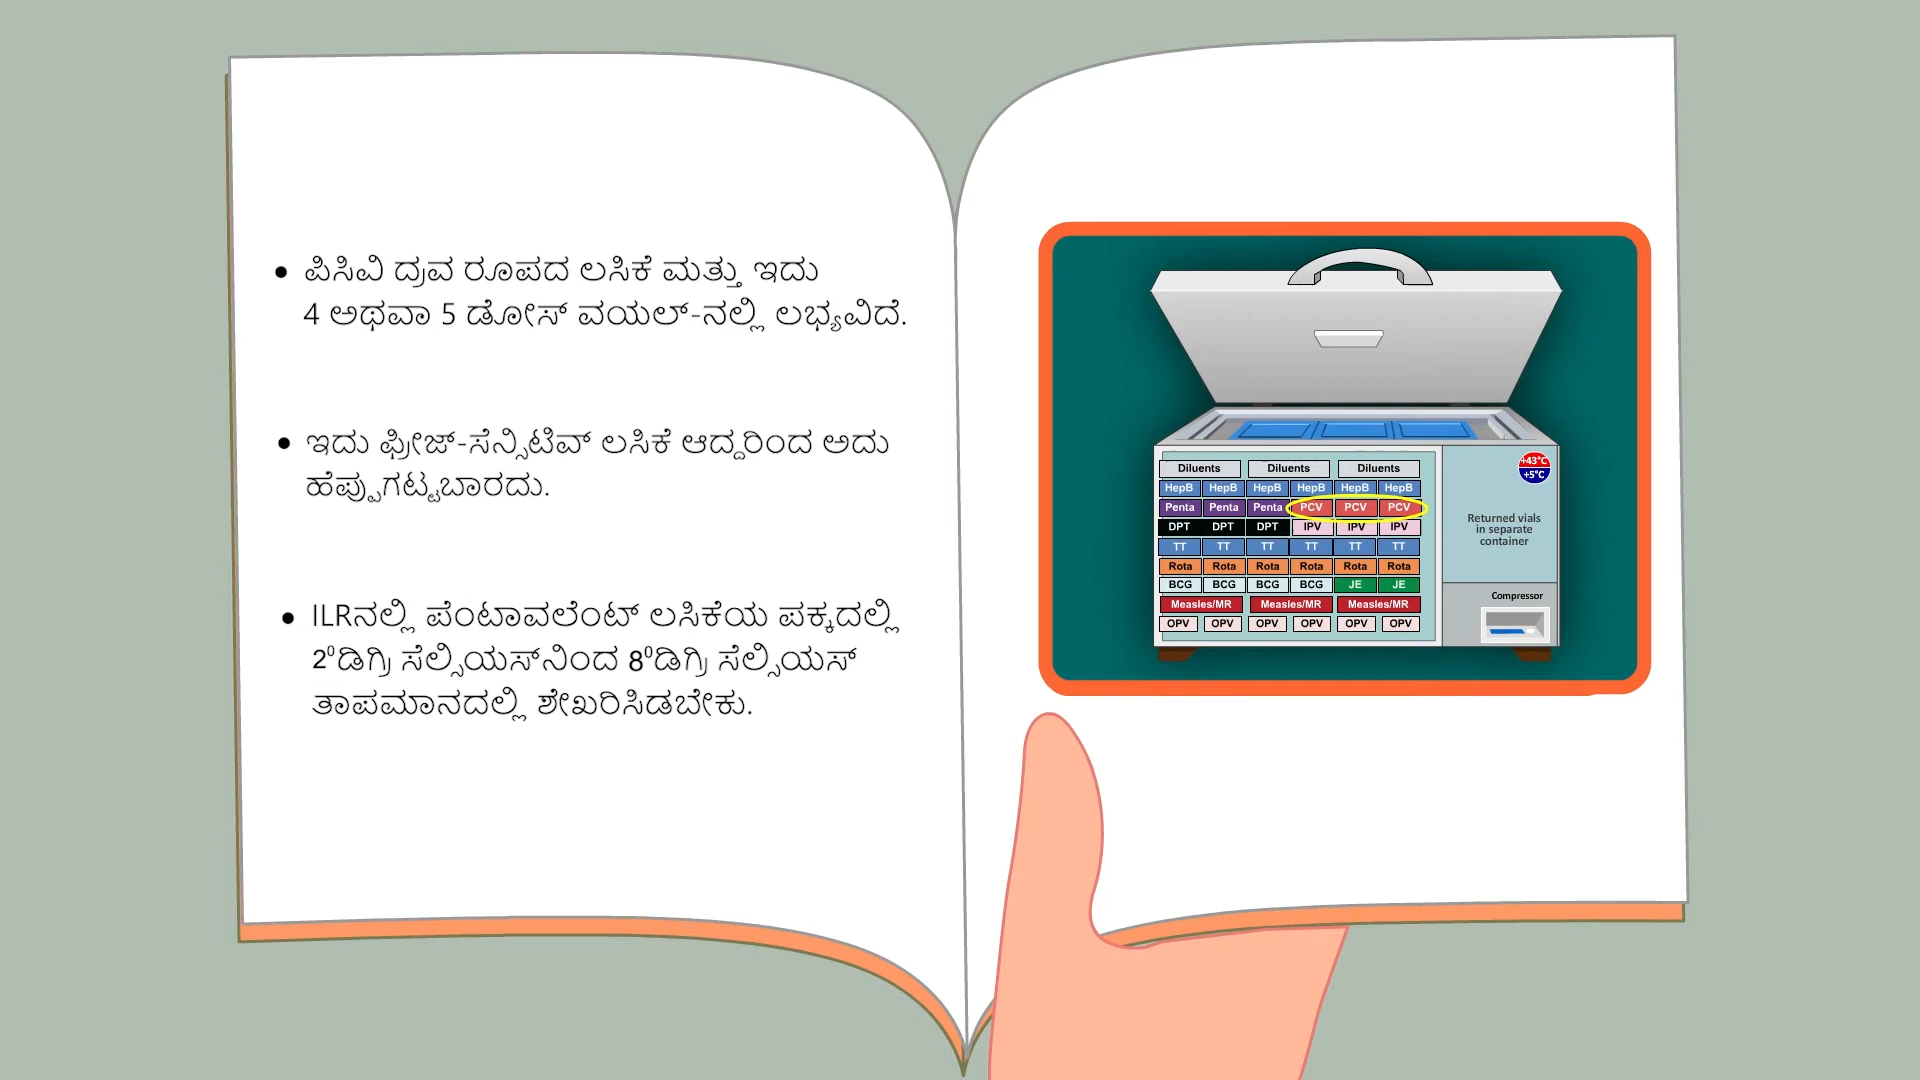 • ಪಿಸಿವಿ ದ್ರವ ರೂಪದ ಲಸಿಕೆ ಮತ್ತು ಇದು
4 ಅಥವಾ 5 ಡೋಸ್ ವಯಲ್-ನಲ್ಲಿ ಲಭ್ಯವಿದೆ.
• ಇದು ಫ್ರೀಜ್-ಸೆನ್ಸಿಟಿವ್ ಲಸಿಕೆ ಆದ್ದರಿಂದ ಅದು
ಹೆಪ್ಪುಗಟ್ಟಬಾರದು.
• ILRನಲ್ಲಿ ಪೆಂಟಾವಲೆಂಟ್ ಲಸಿಕೆಯ ಪಕ್ಕದಲ್ಲಿ
2⁰ಡಿಗ್ರಿ ಸೆಲ್ಸಿಯಸ್‌ನಿಂದ 8⁰ಡಿಗ್ರಿ ಸೆಲ್ಸಿಯಸ್
ತಾಪಮಾನದಲ್ಲಿ ಶೇಖರಿಸಿಡಬೇಕು.
Diluents Diluents Diluents
HepB HepB HepB HepB HepB HepB
Penta Penta Penta PCV PCV PCV
DPT DPT DPT IPV IPV IPV
TT TT TT TT TT TT
Rota Rota Rota Rota Rota Rota
BCG BCG BCG BCG JE JE
Measles/MR Measles/MR Measles/MR
OPV OPV OPV OPV OPV OPV
+43°C
+5°C
Returned vials
in separate
container
Compressor